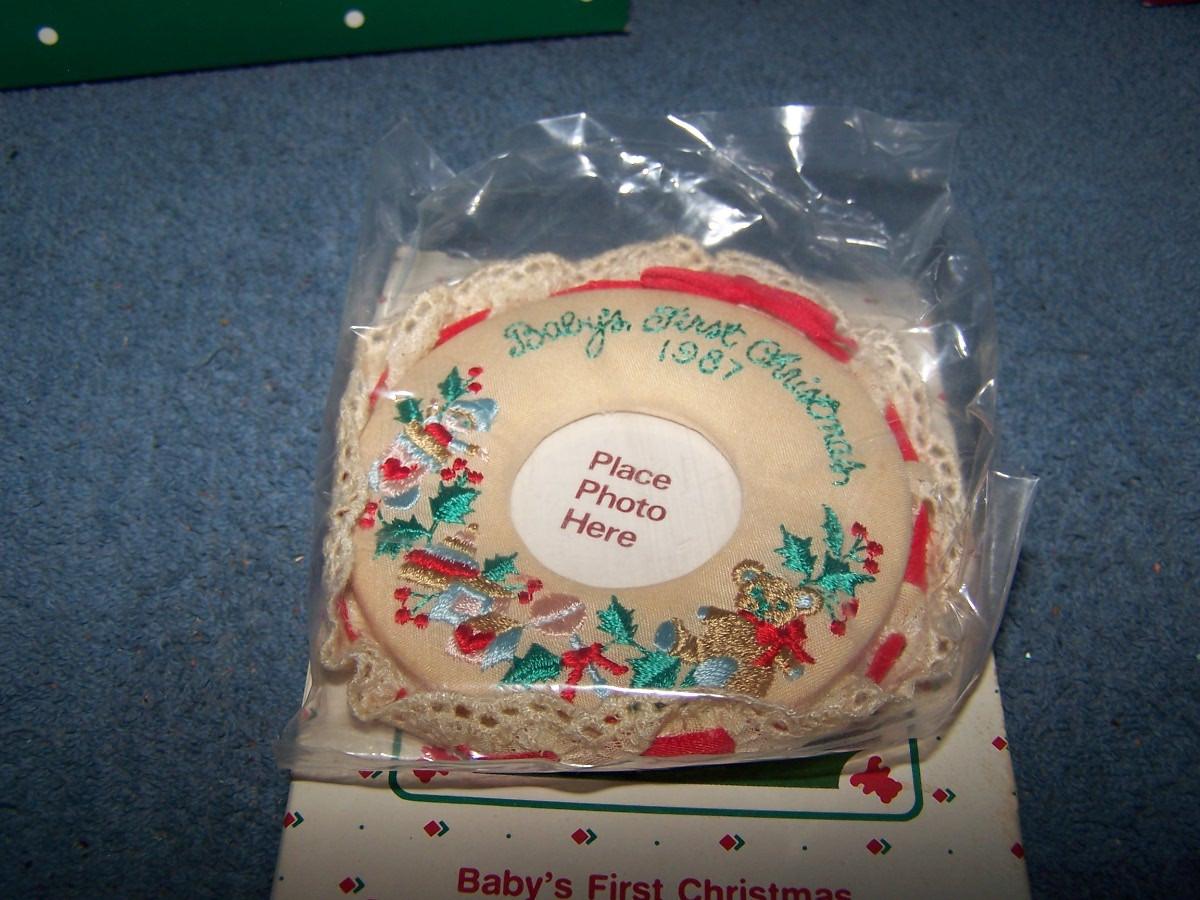 Baby's First Christmas
1987
Place
Photo
Here
Baby's First Christmas